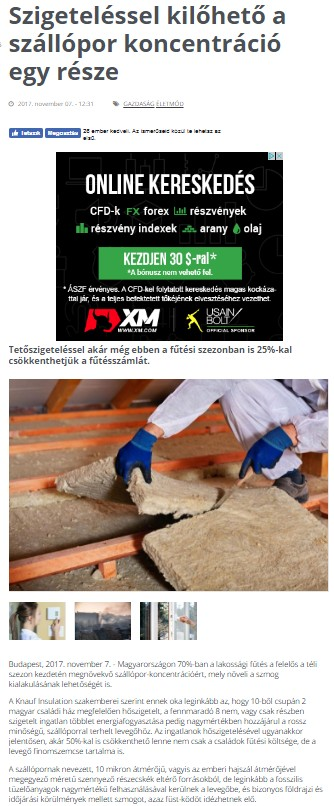 Szigeteléssel kilőhető a
szállópor koncentráció
egy része
2017. november 07. - 12:31
GAZDASÁG ÉLETMÓD
Tetszik Megosztás 26 ember kedveli. Az ismerőseid közül te lehetsz az
első.
ONLINE KERESKEDÉS
CFD-k FX forex részvények
részvény indexek arany olaj
KEZDJEN 30 $-ral*
*A bónusz nem vehető fel.
* ÁSZF érvényes. A CFD-kel folytatott kereskedés magas kockáza-
ttal jár, és a teljes befektetett tőkéjének elvesztéséhez vezethet.
XM
WWW.XM.COM
USAIN
BOLT
OFFICIAL SPONSOR
Tetőszigeteléssel akár még ebben a fűtési szezonban is 25%-kal
csökkenthetjük a fűtésszámlát.
Budapest, 2017. november 7. - Magyarországon 70%-ban a lakossági fűtés a felelős a téli
szezon kezdetén megnövekvő szállópor-koncentrációért, mely növeli a szmog
kialakulásának lehetőségét is.
A Knauf Insulation szakemberei szerint ennek oka leginkább az, hogy 10-ből csupán 2
magyar családi ház megfelelően hőszigetelt, a fennmaradó 8 nem, vagy csak részben
szigetelt ingatlan többlet energiafogyasztása pedig nagymértékben hozzájárul a rossz
minőségű, szállóporral terhelt levegőhöz. Az ingatlanok hőszigetelésével ugyanakkor
jelentősen, akár 50%-kal is csökkenthető lenne nem csak a családok fűtési költsége, de a
levegő finomszemcse tartalma is.
A szállópornak nevezett, 10 mikron átmérőjű, vagyis az emberi hajszál átmérőjével
megegyező méretű szennyező részecskék eltérő forrásokból, de leginkább a fosszilis
tüzelőanyagok nagymértékű felhasználásával kerülnek a levegőbe, és bizonyos földrajzi és
időjárási körülmények mellett szmogot, azaz füst-ködöt idézhetnek elő.